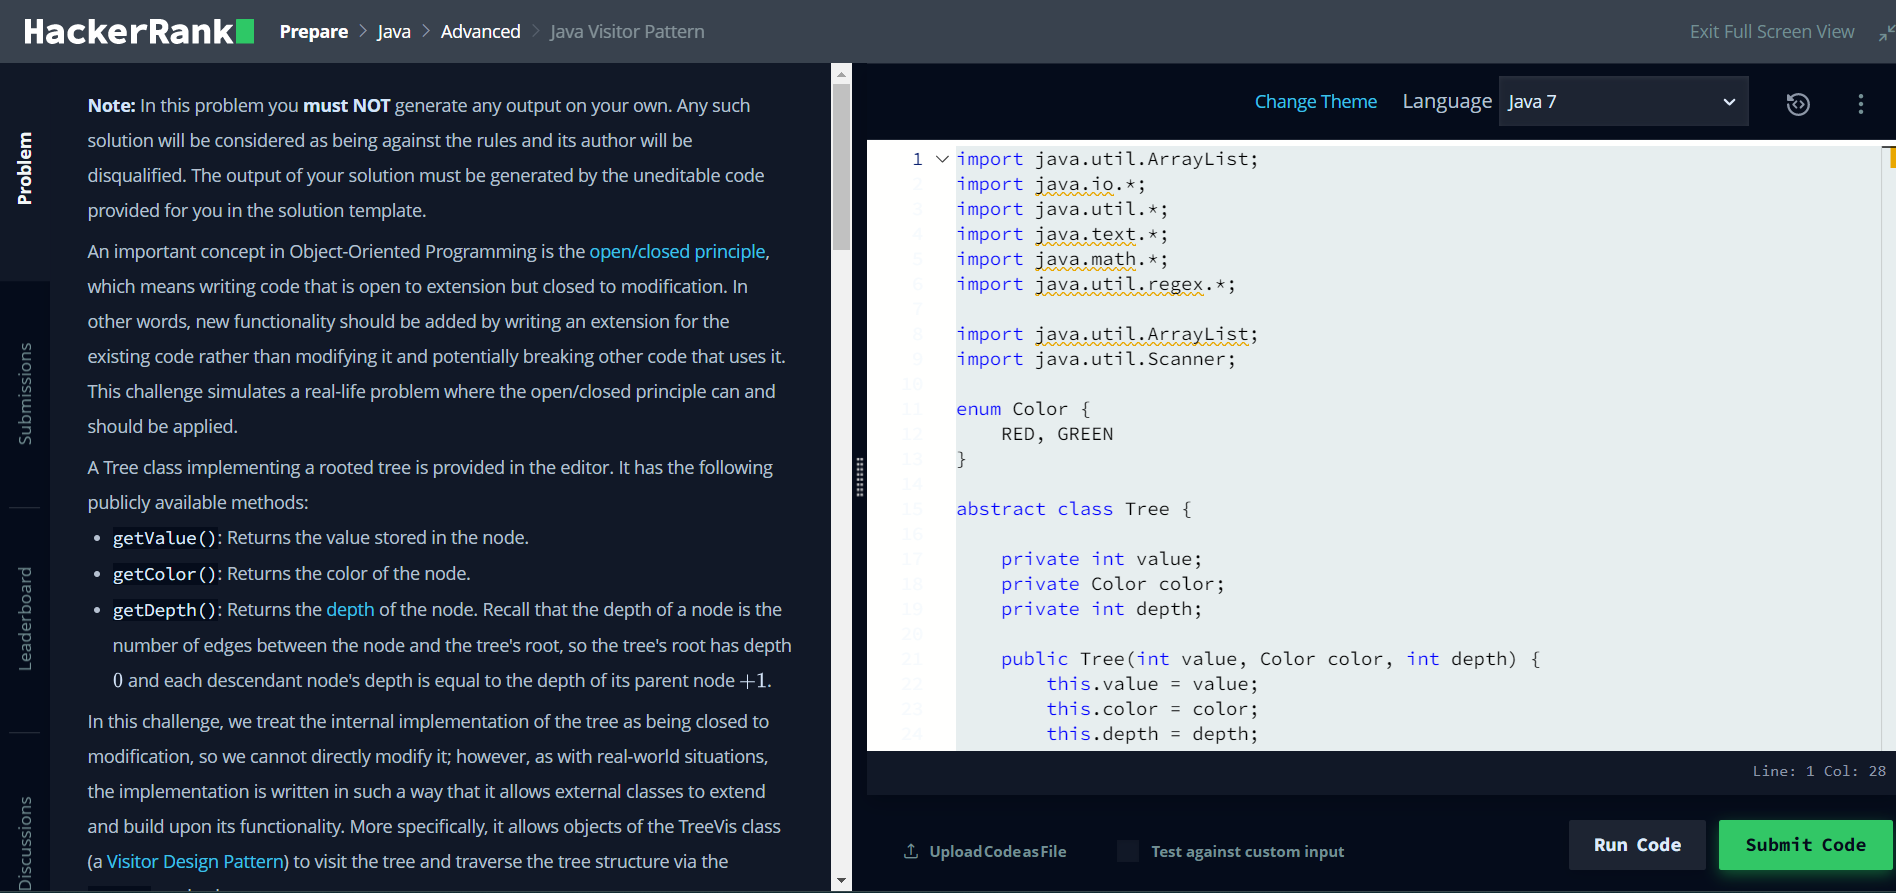 HackerRank
Prepare > Java > Advanced > Java Visitor Pattern
Exit Full Screen View
Problem
Submissions
Leaderboard
Discussions
Note: In this problem you must NOT generate any output on your own. Any such
solution will be considered as being against the rules and its author will be
disqualified. The output of your solution must be generated by the uneditable code
provided for you in the solution template.
An important concept in Object-Oriented Programming is the open/closed principle,
which means writing code that is open to extension but closed to modification. In
other words, new functionality should be added by writing an extension for the
existing code rather than modifying it and potentially breaking other code that uses it.
This challenge simulates a real-life problem where the open/closed principle can and
should be applied.
A Tree class implementing a rooted tree is provided in the editor. It has the following
publicly available methods:
• getValue(): Returns the value stored in the node.
• getColor(): Returns the color of the node.
• getDepth(): Returns the depth of the node. Recall that the depth of a node is the
number of edges between the node and the tree's root, so the tree's root has depth
0 and each descendant node's depth is equal to the depth of its parent node +1.
In this challenge, we treat the internal implementation of the tree as being closed to
modification, so we cannot directly modify it; however, as with real-world situations,
the implementation is written in such a way that it allows external classes to extend
and build upon its functionality. More specifically, it allows objects of the TreeVis class
(a Visitor Design Pattern) to visit the tree and traverse the tree structure via the
Change Theme Language Java 7
1 import java.util.ArrayList;
2 import java.io.*;
3 import java.util.*;
4 import java.text.*;
5 import java.math.*;
6 import java.util.regex.*;
7
8 import java.util.ArrayList;
9 import java.util.Scanner;
10
11 enum Color {
12 RED, GREEN
13 }
14
15 abstract class Tree {
16
17 private int value;
18 private Color color;
19 private int depth;
20
21 public Tree(int value, Color color, int depth) {
22 this.value = value;
23 this.color = color;
24 this.depth = depth;
Line: 1 Col: 28
Upload Code as File
Test against custom input
Run Code
Submit Code